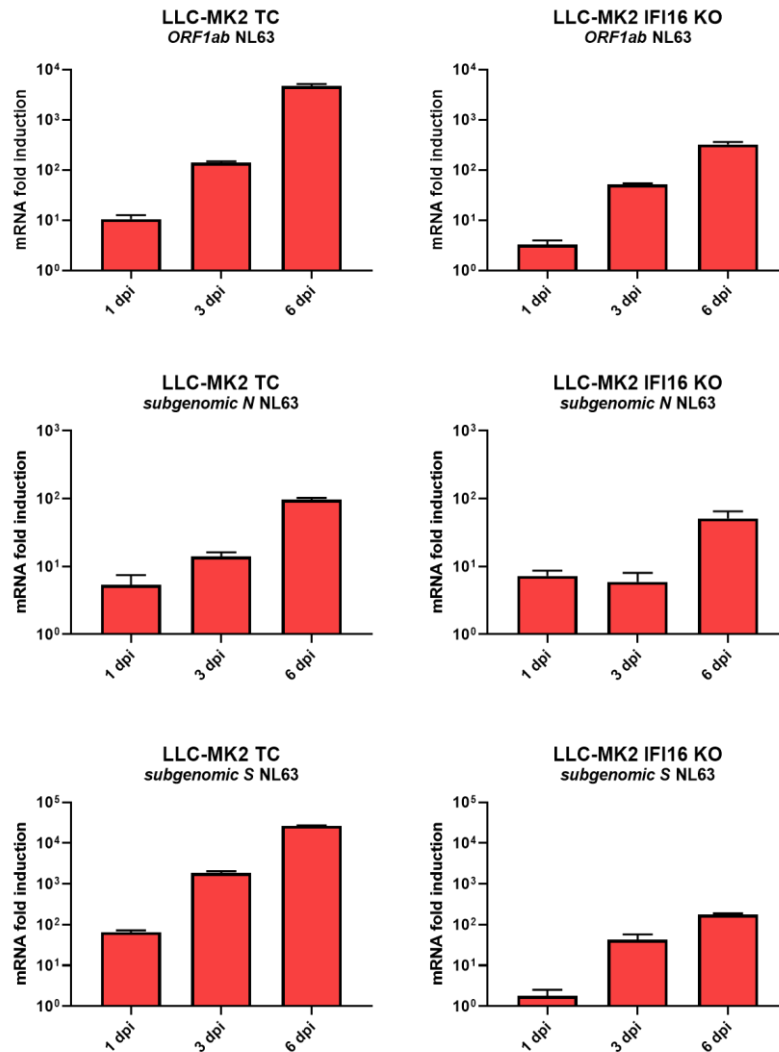 LLC-MK2 TC
ORF1ab NL63
mRNA fold induction
10⁴
10³
10²
10¹
10⁰
1 dpi
3 dpi
6 dpi
LLC-MK2 IFI16 KO
ORF1ab NL63
mRNA fold induction
10⁴
10³
10²
10¹
10⁰
1 dpi
3 dpi
6 dpi
LLC-MK2 TC
subgenomic N NL63
mRNA fold induction
10³
10²
10¹
10⁰
1 dpi
3 dpi
6 dpi
LLC-MK2 IFI16 KO
subgenomic N NL63
mRNA fold induction
10³
10²
10¹
10⁰
1 dpi
3 dpi
6 dpi
LLC-MK2 TC
subgenomic S NL63
mRNA fold induction
10⁵
10⁴
10³
10²
10¹
10⁰
1 dpi
3 dpi
6 dpi
LLC-MK2 IFI16 KO
subgenomic S NL63
mRNA fold induction
10⁵
10⁴
10³
10²
10¹
10⁰
1 dpi
3 dpi
6 dpi